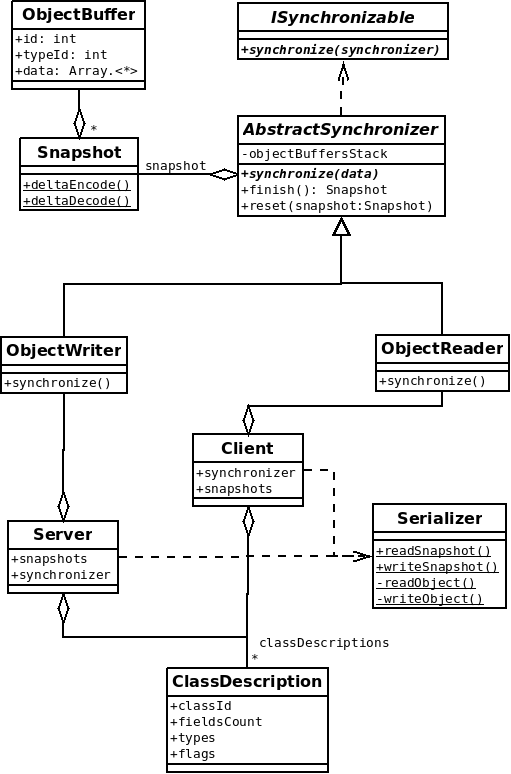 ObjectBuffer
+id: int
+typeId: int
+data: Array.<*>
ISynchronizable
+synchronize(synchronizer)
*
Snapshot
+deltaEncode()
+deltaDecode()
snapshot
AbstractSynchronizer
-objectBuffersStack
+synchronize(data)
+finish(): Snapshot
+reset(snapshot:Snapshot)
ObjectWriter
+synchronize()
ObjectReader
+synchronize()
Client
+synchronizer
+snapshots
Server
+snapshots
+synchronizer
Serializer
+readSnapshot()
+writeSnapshot()
-readObject()
-writeObject()
classDescriptions
*
ClassDescription
+classId
+fieldsCount
+types
+flags